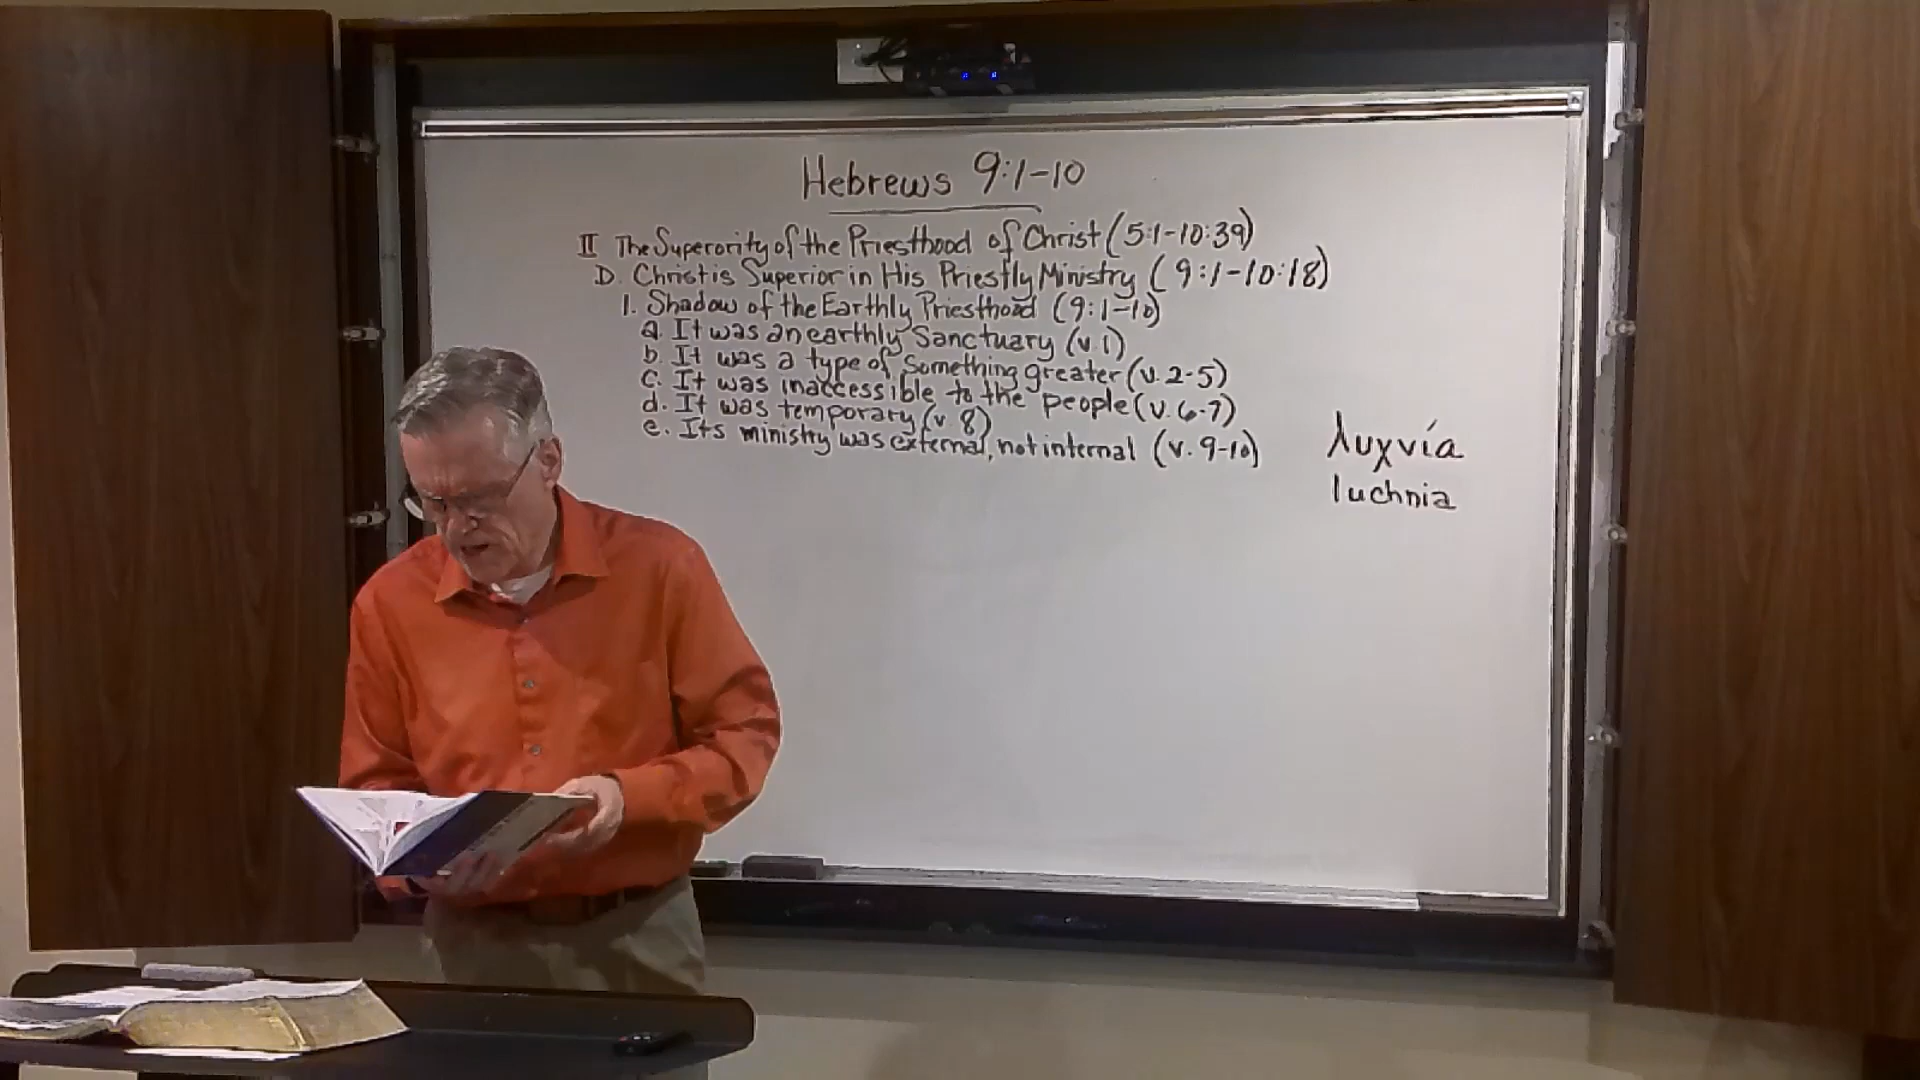 Hebrews 9:1-10
II The Superority of the Priesthood of Christ (5:1-10:39)
D. Christ is Superior in His Priestly Ministry (9:1-10:18)
1. Shadow of the Earthly Priesthood (9:1-10)
a. It was an earthly Sanctuary (v.1)
b. It was a type of Something greater (v.2-5)
c. It was inaccessible to the people (v.6-7)
d. It was temporary (v 8)
e. Its ministry was external, not internal (v.9-10)
λυχνία
luchnia